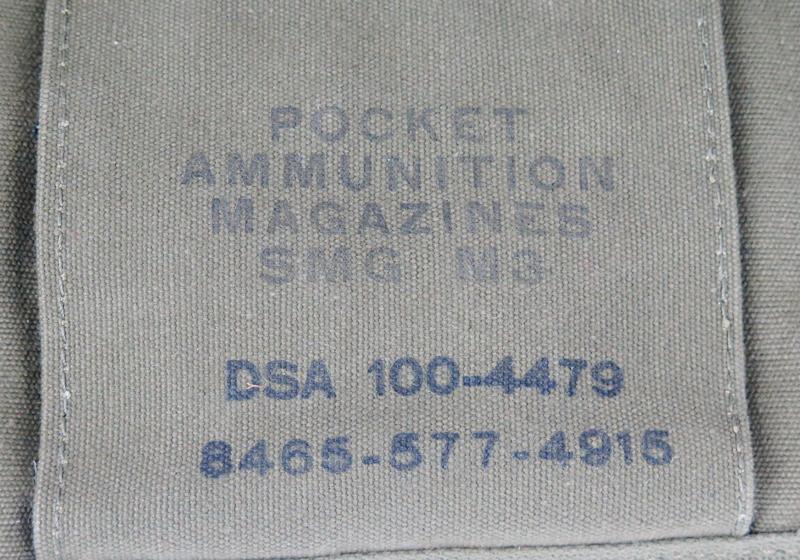 POCKET
AMMUNITION
MAGAZINES
SMG M3
DSA 100-4479
8465-577-4915